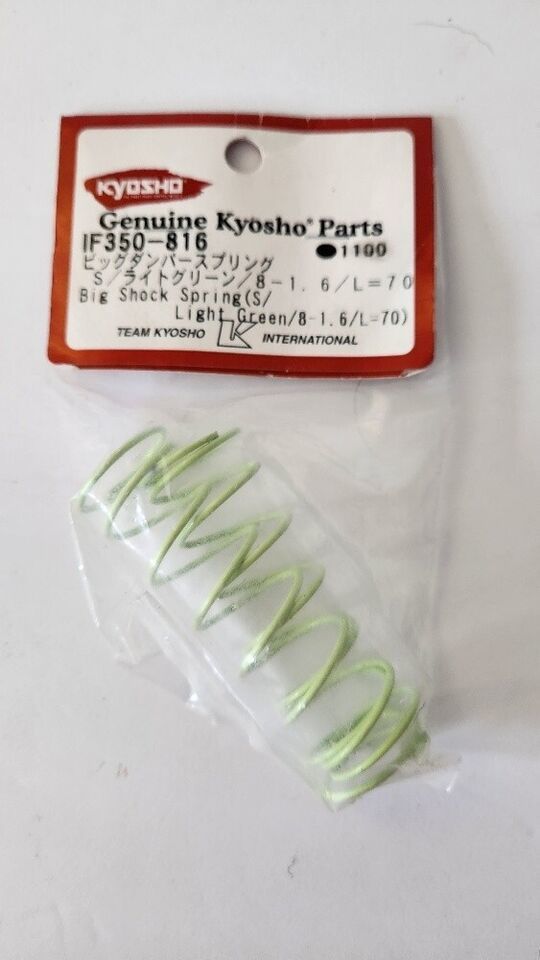 KYOSHO
Genuine Kyosho® Parts
IF350-816
●1100
ビッグダンパースプリング
S/ライトグリーン/8-1.6/L=70
Big Shock Spring(S/
Light Green/8-1.6/L=70)
TEAM KYOSHO K INTERNATIONAL